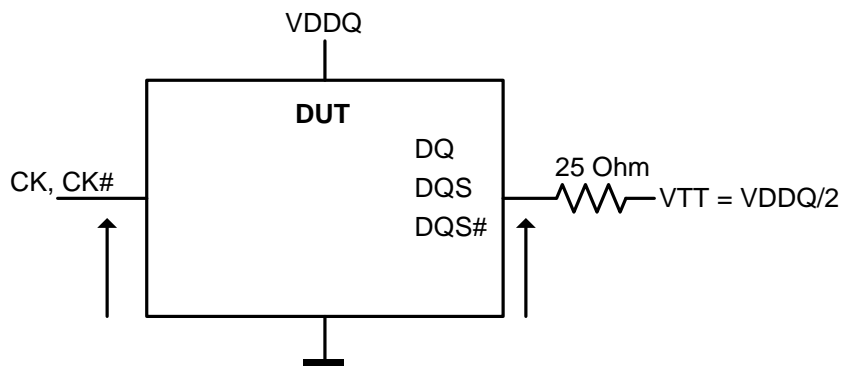 VDDQ
DUT
DQ
25 Ohm
CK, CK#
DQS
VTT = VDDQ/2
DQS#